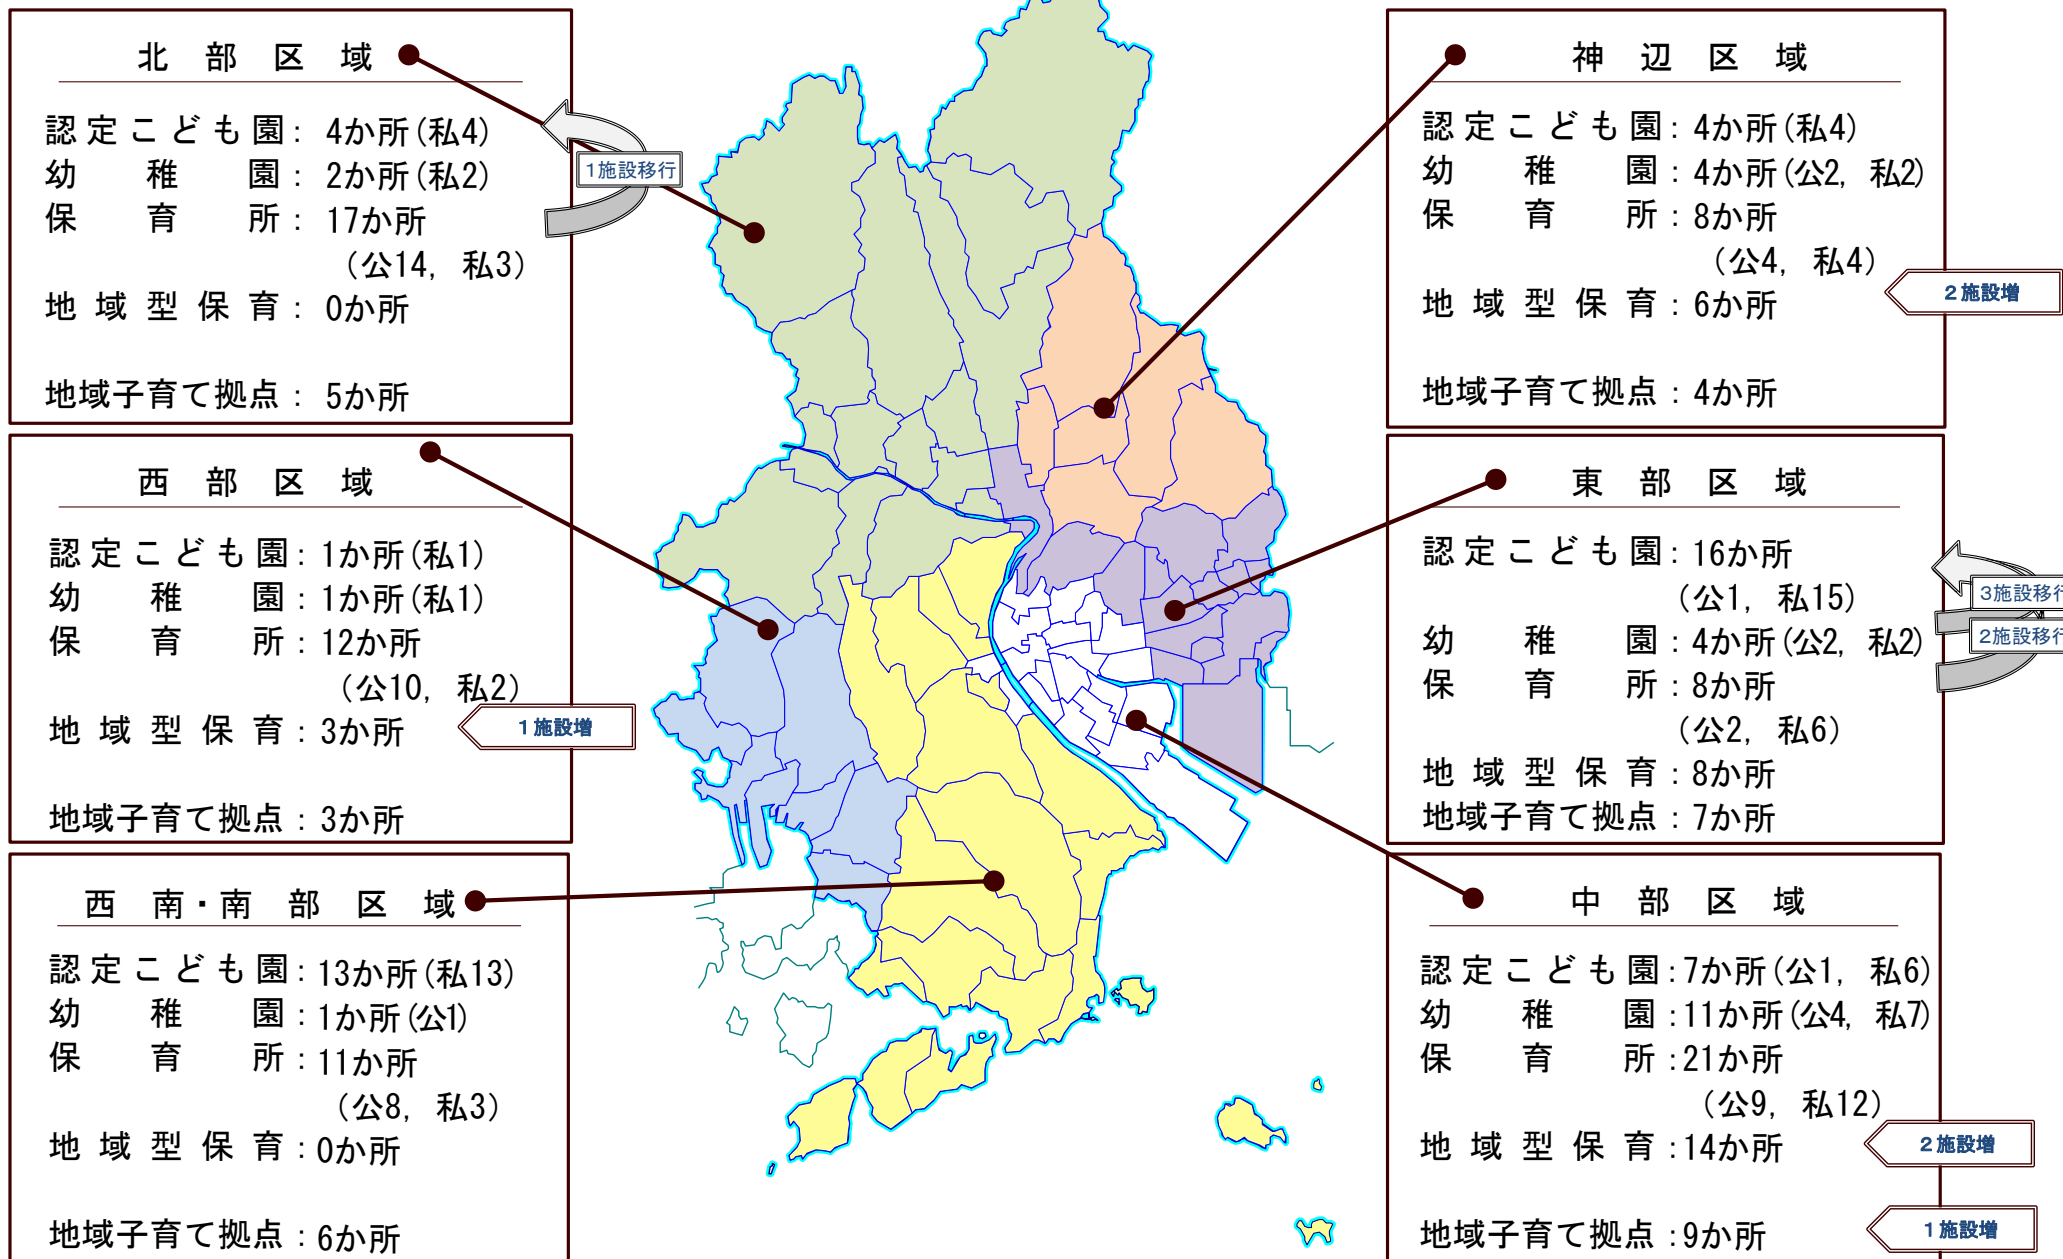 北部区域
認定こども園：4か所(私4)
幼稚園：2か所(私2)
保育所：17か所
（公14，私3）
地域型保育：0か所
地域子育て拠点：5か所
1施設移行
西部区域
認定こども園：1か所(私1)
幼稚園：1か所(私1)
保育所：12か所
（公10，私2）
地域型保育：3か所
1施設増
地域子育て拠点：3か所
西南・南部区域
認定こども園：13か所(私13)
幼稚園：1か所(公1)
保育所：11か所
（公8，私3）
地域型保育：0か所
地域子育て拠点：6か所
神辺区域
認定こども園：4か所(私4)
幼稚園：4か所(公2，私2)
保育所：8か所
（公4，私4）
地域型保育：6か所
2施設増
地域子育て拠点：4か所
東部区域
認定こども園：16か所
（公1，私15）
幼稚園：4か所(公2，私2)
保育所：8か所
（公2，私6）
地域型保育：8か所
地域子育て拠点：7か所
3施設移行
2施設移行
中部区域
認定こども園：7か所(公1，私6)
幼稚園：11か所(公4，私7)
保育所：21か所
（公9，私12）
地域型保育：14か所
2施設増
地域子育て拠点：9か所
1施設増